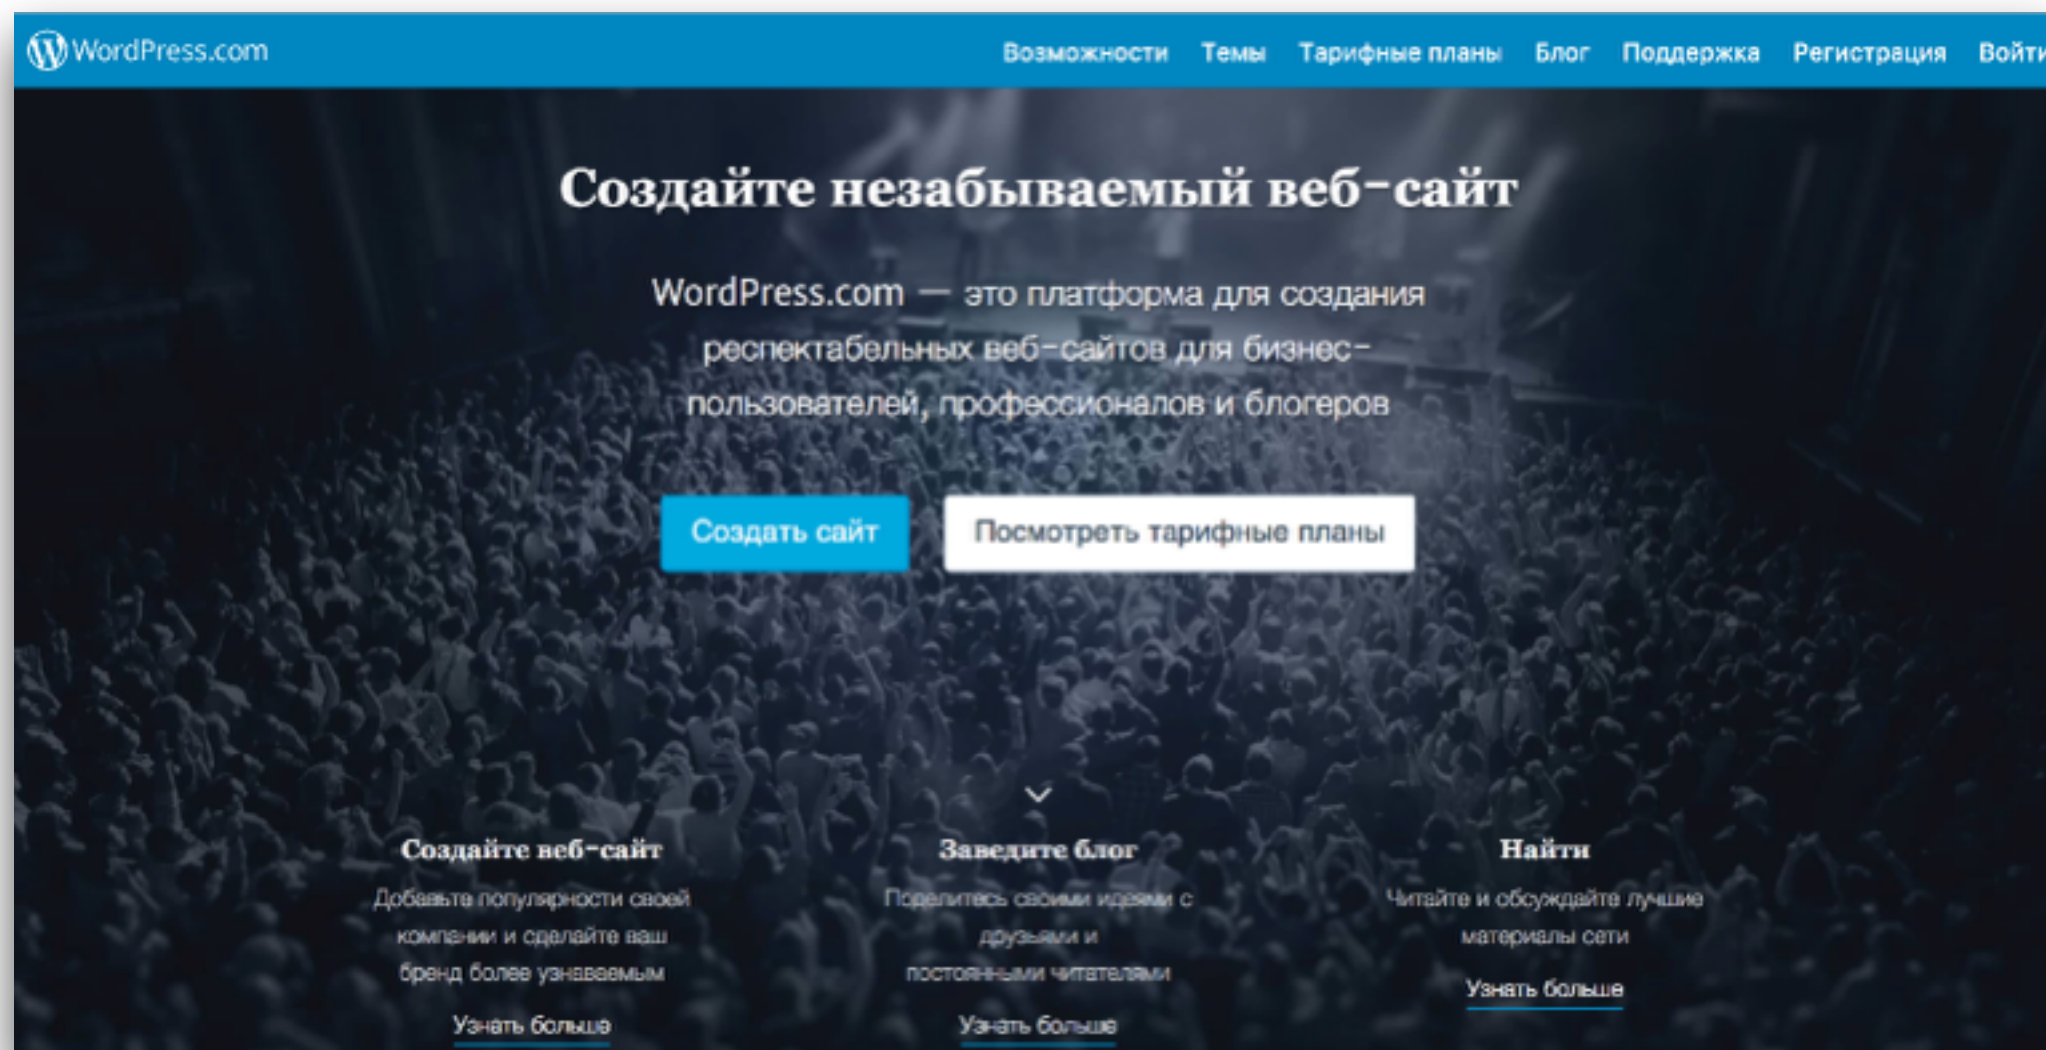 WordPress.com
Возможности Темы Тарифные планы Блог Поддержка Регистрация Войти
Создайте незабываемый веб-сайт
WordPress.com — это платформа для создания
респектабельных веб-сайтов для бизнес-
пользователей, профессионалов и блогеров
Создать сайт
Посмотреть тарифные планы
Создайте веб-сайт
Добавьте популярности своей
компании и сделайте ваш
бренд более узнаваемым
Узнать больше
Заведите блог
Поделитесь своими идеями с
друзьями и
постоянными читателями
Узнать больше
Найти
Читайте и обсуждайте лучшие
материалы сети
Узнать больше